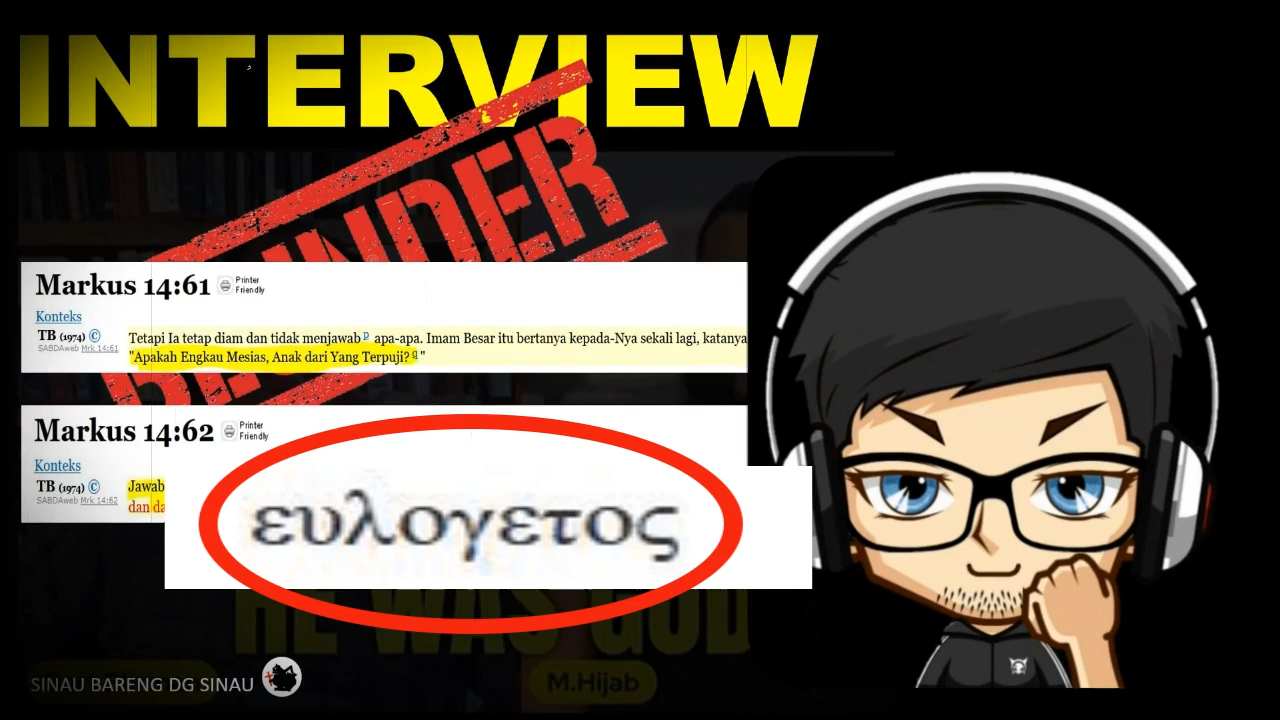 INTERVIEW
Markus 14:61
Printer
Friendly
Konteks
TB (1974) ©
SABDAweb Mrk 14:61
Tetapi Ia tetap diam dan tidak menjawab p apa-apa. Imam Besar itu bertanya kepada-Nya sekali lagi, katanya
"Apakah Engkau Mesias, Anak dari Yang Terpuji? q "
Markus 14:62
Printer
Friendly
Konteks
TB (1974) ©
SABDAweb Mrk 14:62
Jawab
dan da
ευλογετος
HE WAS GOD
SINAU BARENG DG SINAU
M.Hijab